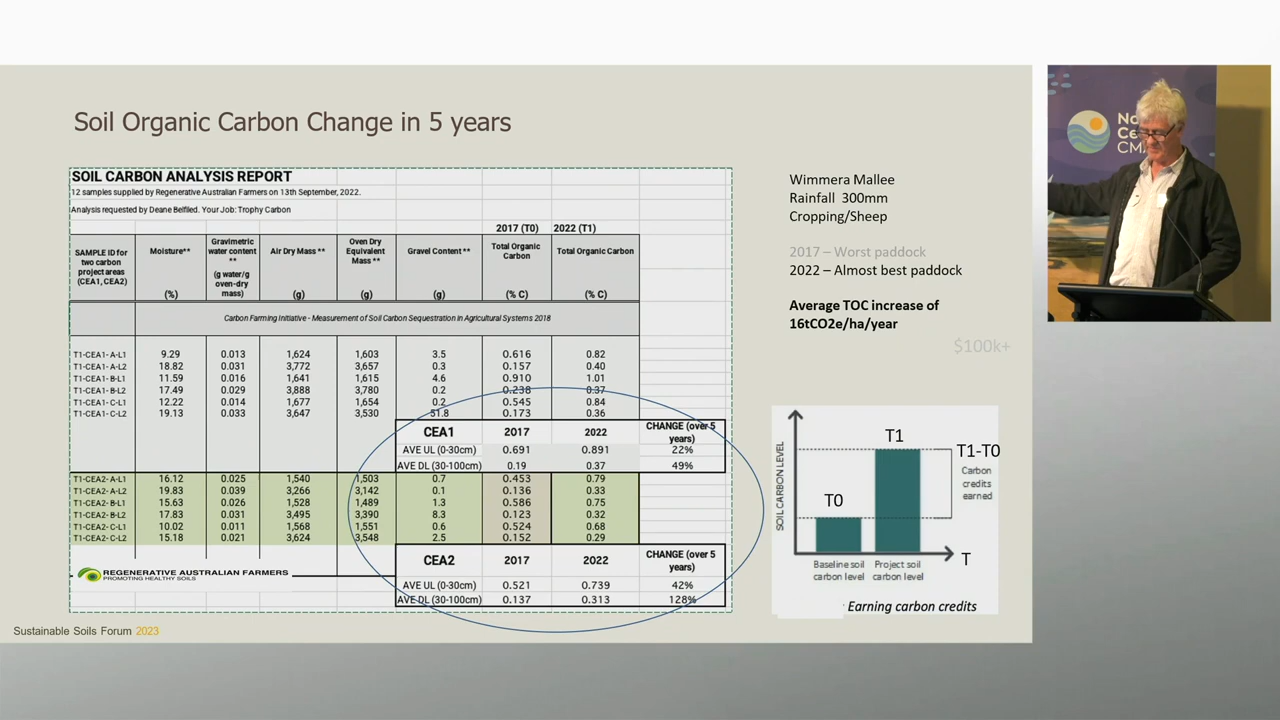 Soil Organic Carbon Change in 5 years
SOIL CARBON ANALYSIS REPORT
12 samples supplied by Regenerative Australian Farmers on 13th September, 2022.
Analysis requested by Deane Belfiled. Your Job: Trophy Carbon
2017 (T0) 2022 (T1)
SAMPLE ID for two carbon project areas (CEA1, CEA2) Moisture** (%) Gravimetric water content ** (g water/g oven-dry mass) Air Dry Mass ** (g) Oven Dry Equivalent Mass ** (g) Gravel Content ** (g) Total Organic Carbon (% C) Total Organic Carbon (% C)
Carbon Farming Initiative - Measurement of Soil Carbon Sequestration in Agricultural Systems 2018
T1-CEA1- A-L1 9.29 0.013 1,624 1,603 3.5 0.616 0.82
T1-CEA1- A-L2 18.82 0.031 3,772 3,657 0.3 0.157 0.40
T1-CEA1- B-L1 11.59 0.016 1,641 1,615 4.6 0.910 1.01
T1-CEA1- B-L2 17.49 0.029 3,888 3,780 0.2 0.238 0.37
T1-CEA1- C-L1 12.22 0.014 1,677 1,654 0.2 0.545 0.84
T1-CEA1- C-L2 19.13 0.033 3,647 3,530 51.8 0.173 0.36
CEA1 2017 2022 CHANGE (over 5 years)
AVE UL (0-30cm) 0.691 0.891 22%
AVE DL (30-100cm) 0.19 0.37 49%
T1-CEA2- A-L1 16.12 0.025 1,540 1,503 0.7 0.453 0.79
T1-CEA2- A-L2 19.83 0.039 3,266 3,142 0.1 0.136 0.33
T1-CEA2- B-L1 15.63 0.026 1,528 1,489 1.3 0.586 0.75
T1-CEA2- B-L2 17.83 0.031 3,495 3,390 8.3 0.123 0.32
T1-CEA2- C-L1 10.02 0.011 1,568 1,551 0.6 0.524 0.68
T1-CEA2- C-L2 15.18 0.021 3,624 3,548 2.5 0.152 0.29
CEA2 2017 2022 CHANGE (over 5 years)
AVE UL (0-30cm) 0.521 0.739 42%
AVE DL (30-100cm) 0.137 0.313 128%
REGENERATIVE AUSTRALIAN FARMERS
PROMOTING HEALTHY SOILS
Sustainable Soils Forum 2023
Wimmera Mallee
Rainfall 300mm
Cropping/Sheep
2017 – Worst paddock
2022 – Almost best paddock
Average TOC increase of
16tCO2e/ha/year
$100k+
SOIL CARBON LEVEL
T0
T1
T1-T0
Carbon
credits
earned
T
Baseline soil
carbon level
Project soil
carbon level
Earning carbon credits
CMA